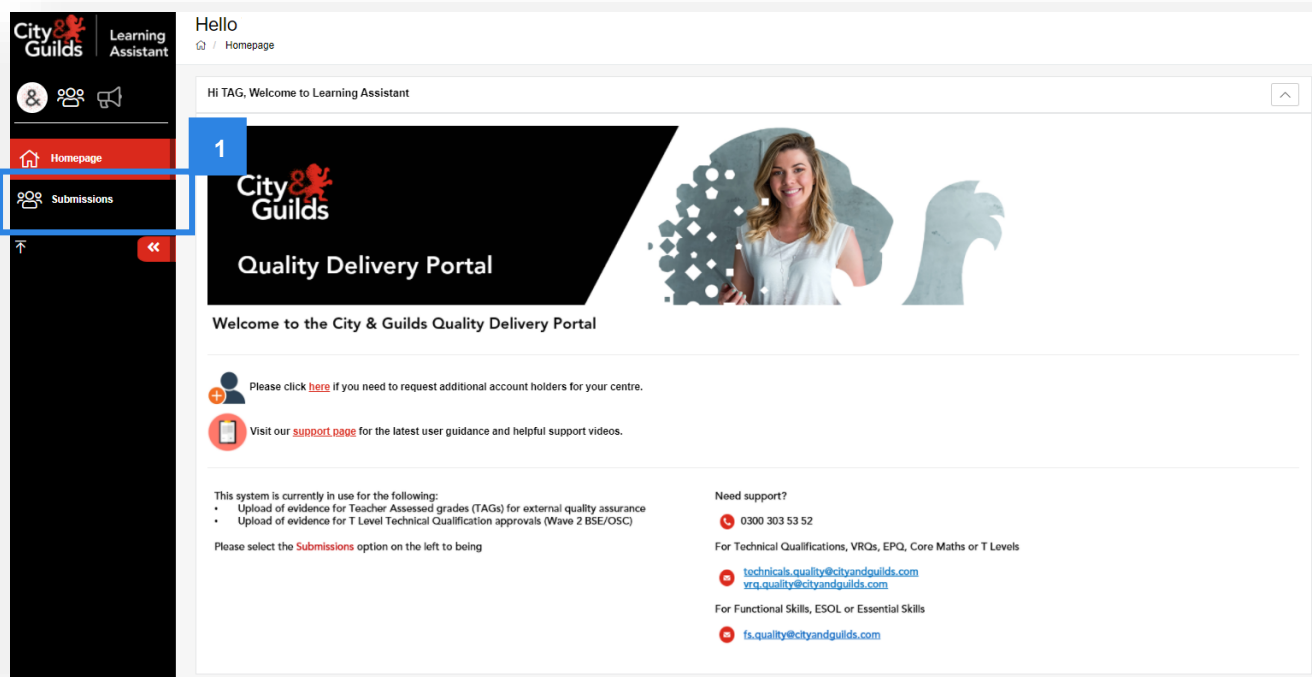 City & Guilds
Learning Assistant
Hello
/ Homepage
&
Hi TAG, Welcome to Learning Assistant
1
Homepage
Submissions
City & Guilds
Quality Delivery Portal
Welcome to the City & Guilds Quality Delivery Portal
Please click here if you need to request additional account holders for your centre.
Visit our support page for the latest user guidance and helpful support videos.
This system is currently in use for the following:
• Upload of evidence for Teacher Assessed grades (TAGs) for external quality assurance
• Upload of evidence for T Level Technical Qualification approvals (Wave 2 BSE/OSC)
Please select the Submissions option on the left to being
Need support?
0300 303 53 52
For Technical Qualifications, VRQs, EPQ, Core Maths or T Levels
technicals.quality@cityandguilds.com
vrq.quality@cityandguilds.com
For Functional Skills, ESOL or Essential Skills
fs.quality@cityandguilds.com